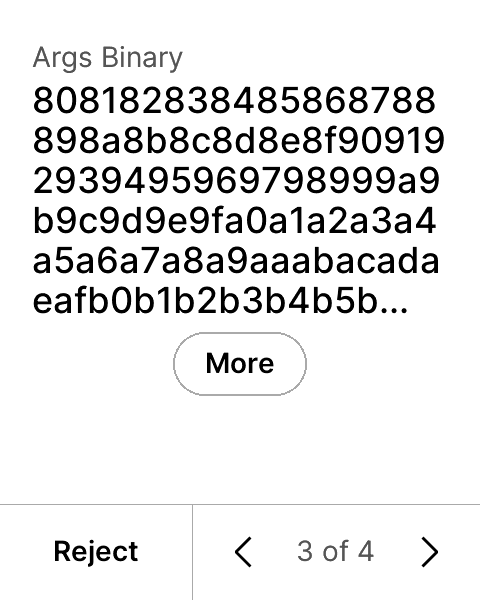 Args Binary
808182838485868788
898a8b8c8d8e8f90919
2939495969798999a9
b9c9d9e9fa0a1a2a3a4
a5a6a7a8a9aaabacada
eafb0b1b2b3b4b5b...
More
Reject
3 of 4